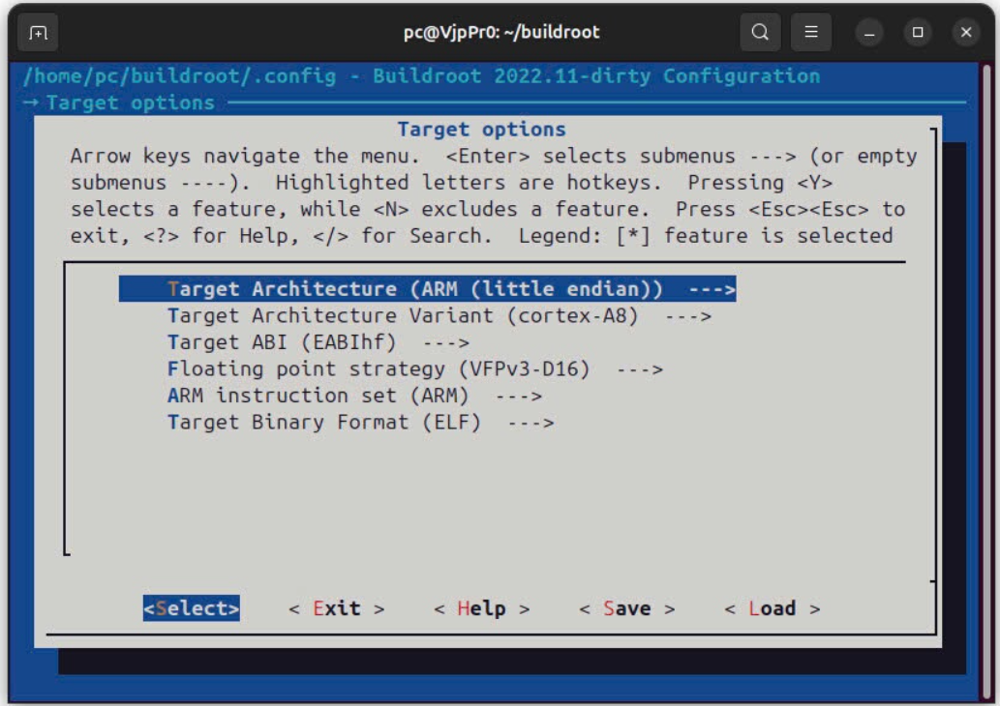 pc@VjpPr0: ~/buildroot
/home/pc/buildroot/.config - Buildroot 2022.11-dirty Configuration
→ Target options
Target options
Arrow keys navigate the menu.  <Enter> selects submenus ---> (or empty
submenus ----).  Highlighted letters are hotkeys.  Pressing <Y>
selects a feature, while <N> excludes a feature.  Press <Esc><Esc> to
exit, <?> for Help, </> for Search.  Legend: [*] feature is selected
Target Architecture (ARM (little endian))  --->
Target Architecture Variant (cortex-A8)  --->
Target ABI (EABIhf)  --->
Floating point strategy (VFPv3-D16)  --->
ARM instruction set (ARM)  --->
Target Binary Format (ELF)  --->
<Select>    < Exit >    < Help >    < Save >    < Load >